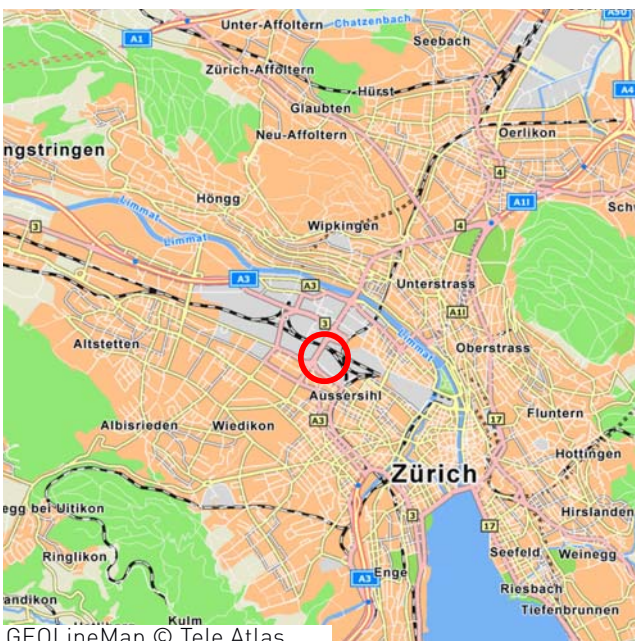 Unter-Affoltern
Chatzenbach
Seebach
A50
A1
Zürich-Affoltern
Hürst
A4
Glaubten
Neu-Affoltern
Oerlikon
ngstringen
4
Höngg
A1l
Schw
Limmat
3
Wipkingen
4
Limmat
A3
A3
Unterstrass
A1l
3
Limmat
Altstetten
Oberstrass
Aussersihl
A3
17
Fluntern
Albisrieden
Wiedikon
Hottingen
Zürich
egg bei Uitikon
3
Hirslanden
17
Ringlikon
Seefeld
Weinegg
A3
Enge
andikon
Riesbach
Kulm
Tiefenbrunnen
GEOLineMap © Tele Atlas